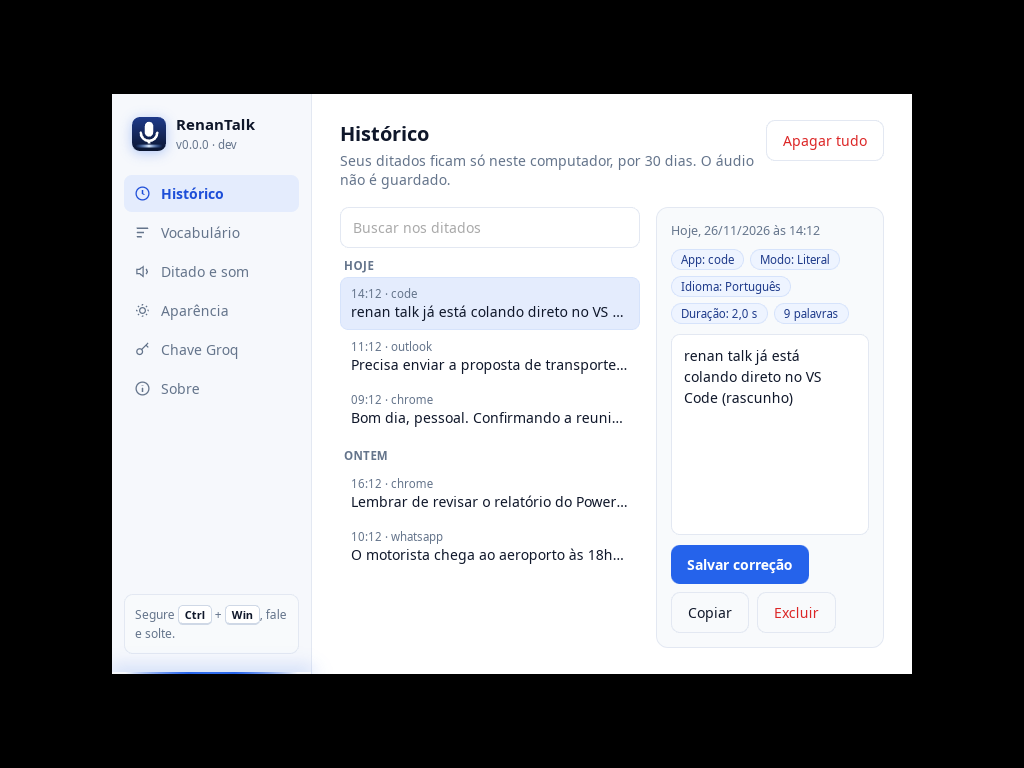 RenanTalk
v0.0.0 · dev
Histórico
Vocabulário
Ditado e som
Aparência
Chave Groq
Sobre
Segure Ctrl + Win, fale
e solte.
Histórico
Seus ditados ficam só neste computador, por 30 dias. O áudio
não é guardado.
Apagar tudo
Buscar nos ditados
HOJE
14:12 · code
renan talk já está colando direto no VS ...
11:12 · outlook
Precisa enviar a proposta de transporte...
09:12 · chrome
Bom dia, pessoal. Confirmando a reuni...
ONTEM
16:12 · chrome
Lembrar de revisar o relatório do Power...
10:12 · whatsapp
O motorista chega ao aeroporto às 18h...
Hoje, 26/11/2026 às 14:12
App: code
Modo: Literal
Idioma: Português
Duração: 2,0 s
9 palavras
renan talk já está
colando direto no VS
Code (rascunho)
Salvar correção
Copiar
Excluir